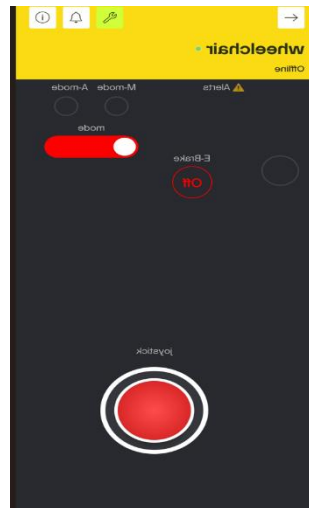 wheelchair
Offline
Alerts M-mode A-mode
mode
E-Brake
Off
joystick